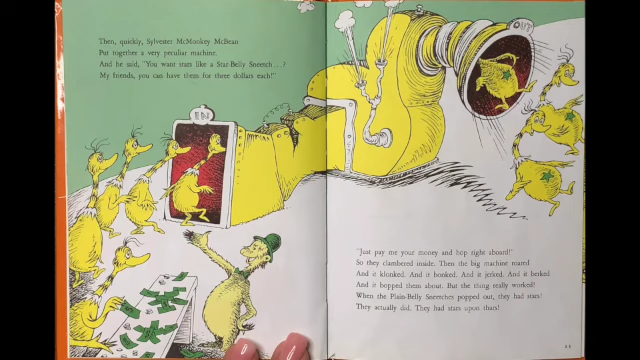 Then, quickly, Sylvester McMonkey McBean
Put together a very peculiar machine.
And he said, "You want stars like a Star-Belly Sneetch . . . ?
My friends, you can have them for three dollars each!"
IN
OUT
"Just pay me your money and hop right aboard!"
So they clambered inside. Then the big machine roared
And it klonked. And it bonked. And it jerked. And it berked
And it bopped them about. But the thing really worked!
When the Plain-Belly Sneetches popped out, they had stars!
They actually did. They had stars upon thars!